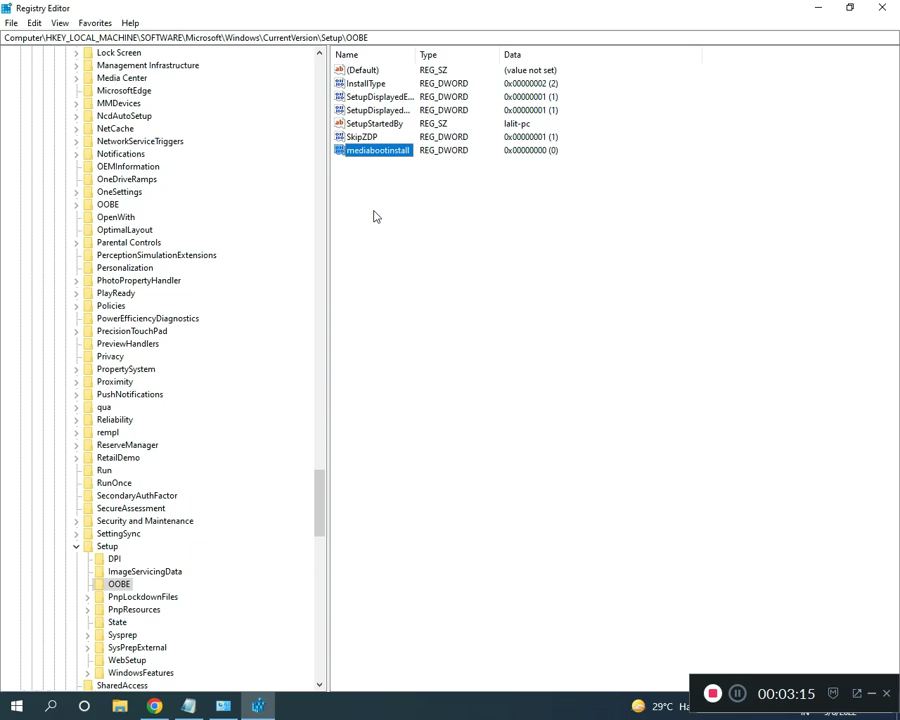 Registry Editor
File Edit View Favorites Help
Computer\HKEY_LOCAL_MACHINE\SOFTWARE\Microsoft\Windows\CurrentVersion\Setup\OOBE
Lock Screen
Management Infrastructure
Media Center
MicrosoftEdge
MMDevices
NcdAutoSetup
NetCache
NetworkServiceTriggers
Notifications
OEMInformation
OneDriveRamps
OneSettings
OOBE
OpenWith
OptimalLayout
Parental Controls
PerceptionSimulationExtensions
Personalization
PhotoPropertyHandler
PlayReady
Policies
PowerEfficiencyDiagnostics
PrecisionTouchPad
PreviewHandlers
Privacy
PropertySystem
Proximity
PushNotifications
qua
Reliability
rempl
ReserveManager
RetailDemo
Run
RunOnce
SecondaryAuthFactor
SecureAssessment
Security and Maintenance
SettingSync
Setup
DPI
ImageServicingData
OOBE
PnpLockdownFiles
PnpResources
State
Sysprep
SysPrepExternal
WebSetup
WindowsFeatures
SharedAccess
Name Type Data
(Default) REG_SZ (value not set)
InstallType REG_DWORD 0x00000002 (2)
SetupDisplayedE... REG_DWORD 0x00000001 (1)
SetupDisplayed... REG_DWORD 0x00000001 (1)
SetupStartedBy REG_SZ lalit-pc
SkipZDP REG_DWORD 0x00000001 (1)
mediabootinstall REG_DWORD 0x00000000 (0)
00:03:15
29°C Ha
IN